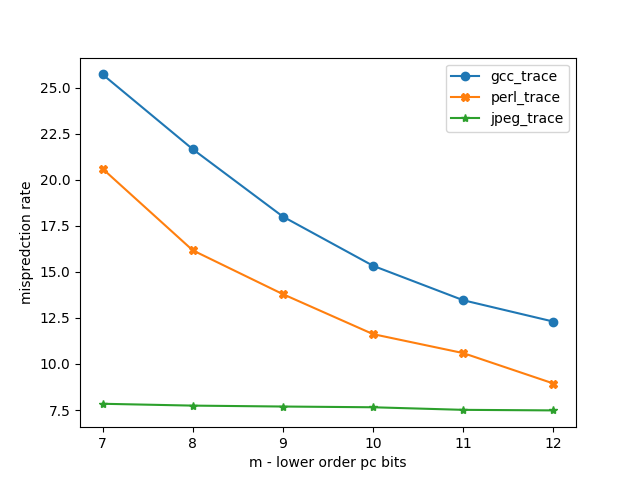 gcc_trace
perl_trace
jpeg_trace
25.0
22.5
20.0
17.5
15.0
12.5
10.0
7.5
mispredction rate
7 8 9 10 11 12
m - lower order pc bits